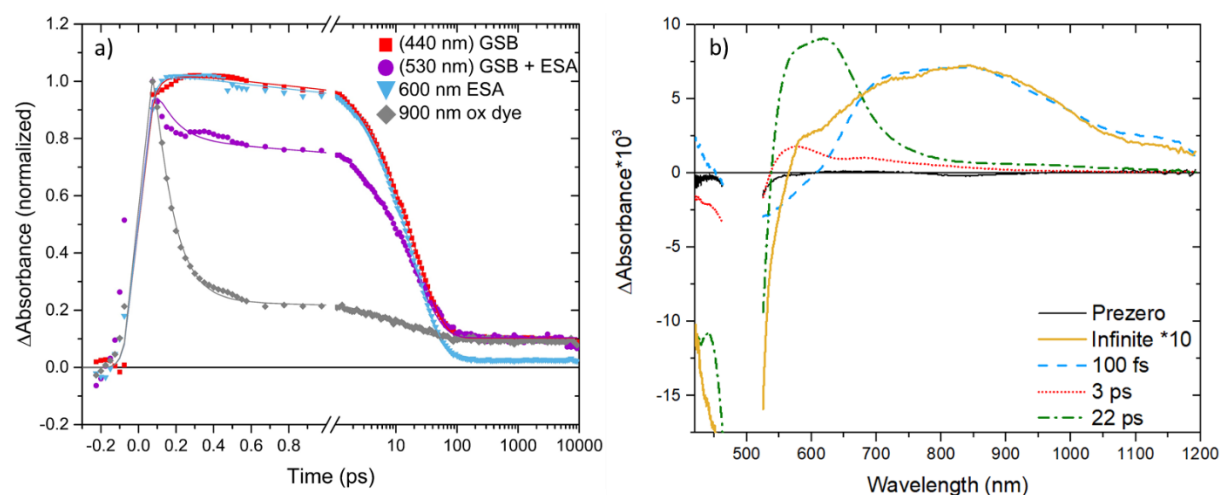 a)
(440 nm) GSB
(530 nm) GSB + ESA
600 nm ESA
900 nm ox dye
ΔAbsorbance (normalized)
1.2
1.0
0.8
0.6
0.4
0.2
0.0
-0.2
-0.2 0.0 0.2 0.4 0.6 0.8 10 100 1000 10000
Time (ps)
b)
ΔAbsorbance*10³
10
5
0
-5
-10
-15
Prezero
Infinite *10
100 fs
3 ps
22 ps
500 600 700 800 900 1000 1100 1200
Wavelength (nm)